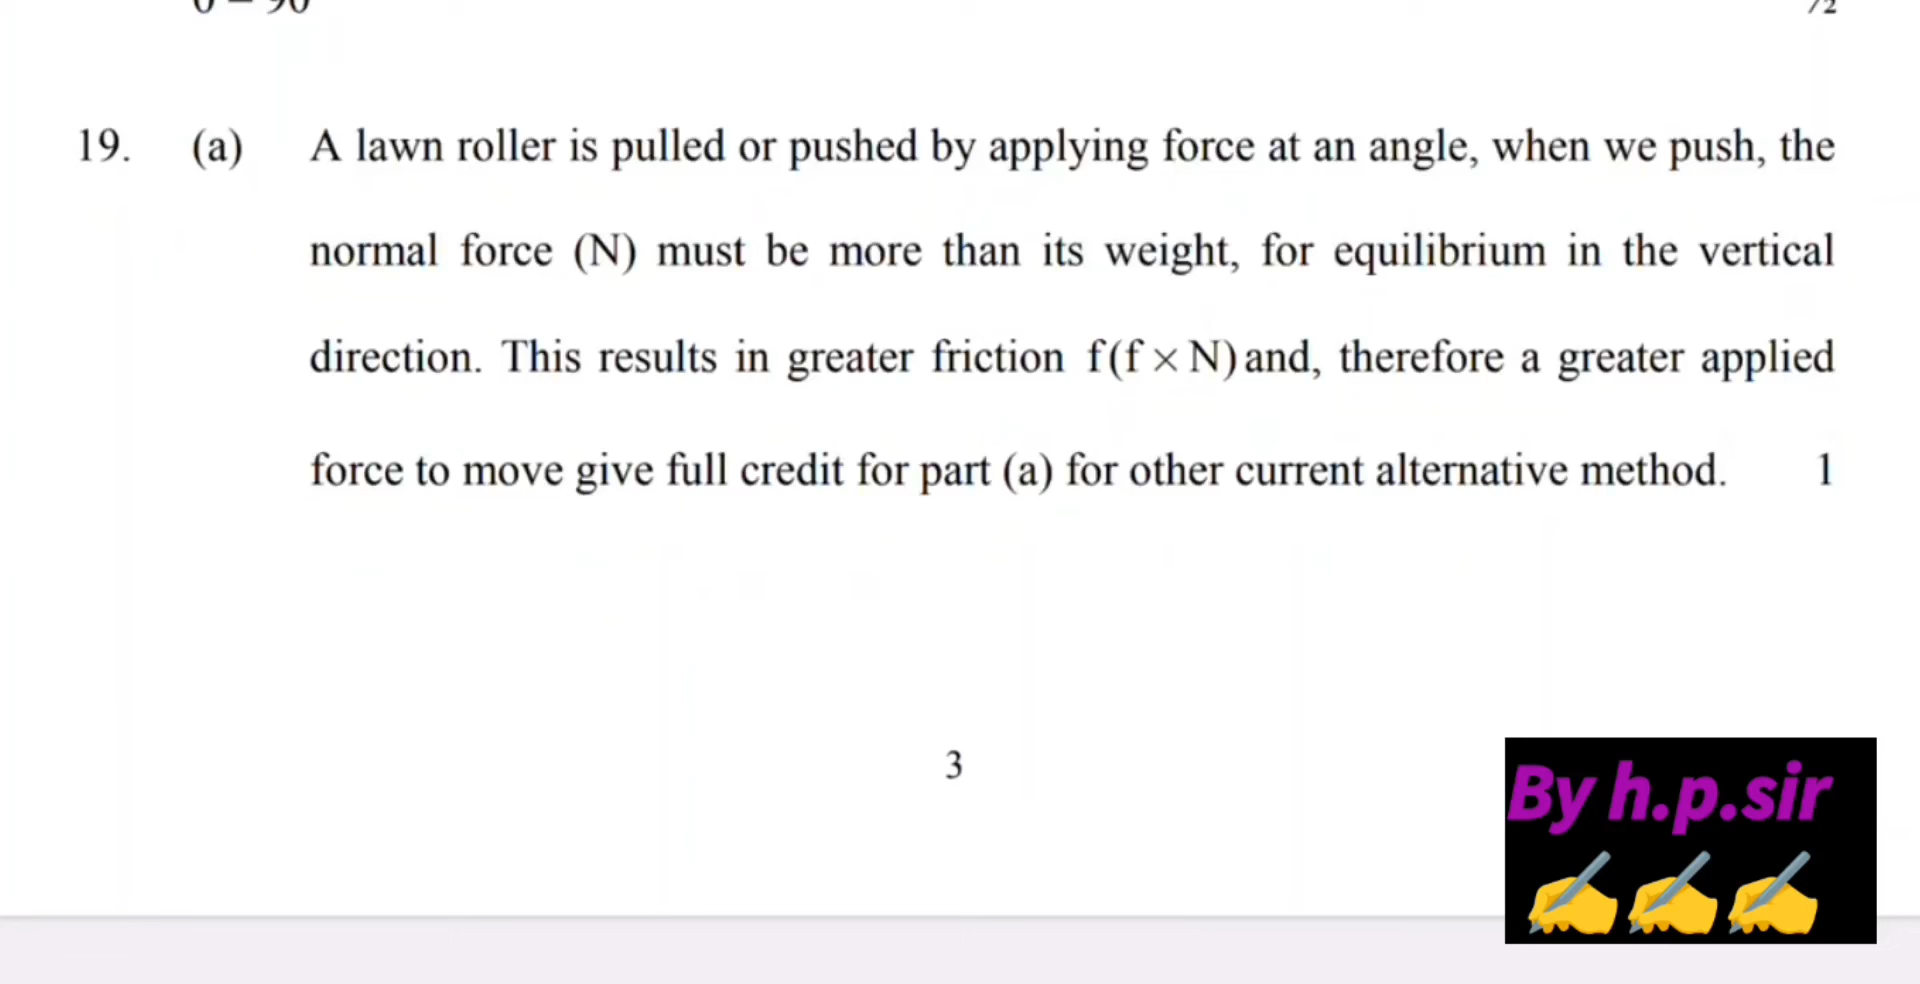 19. (a) A lawn roller is pulled or pushed by applying force at an angle, when we push, the
normal force (N) must be more than its weight, for equilibrium in the vertical
direction. This results in greater friction f(f × N) and, therefore a greater applied
force to move give full credit for part (a) for other current alternative method. 1
3
By h.p.sir